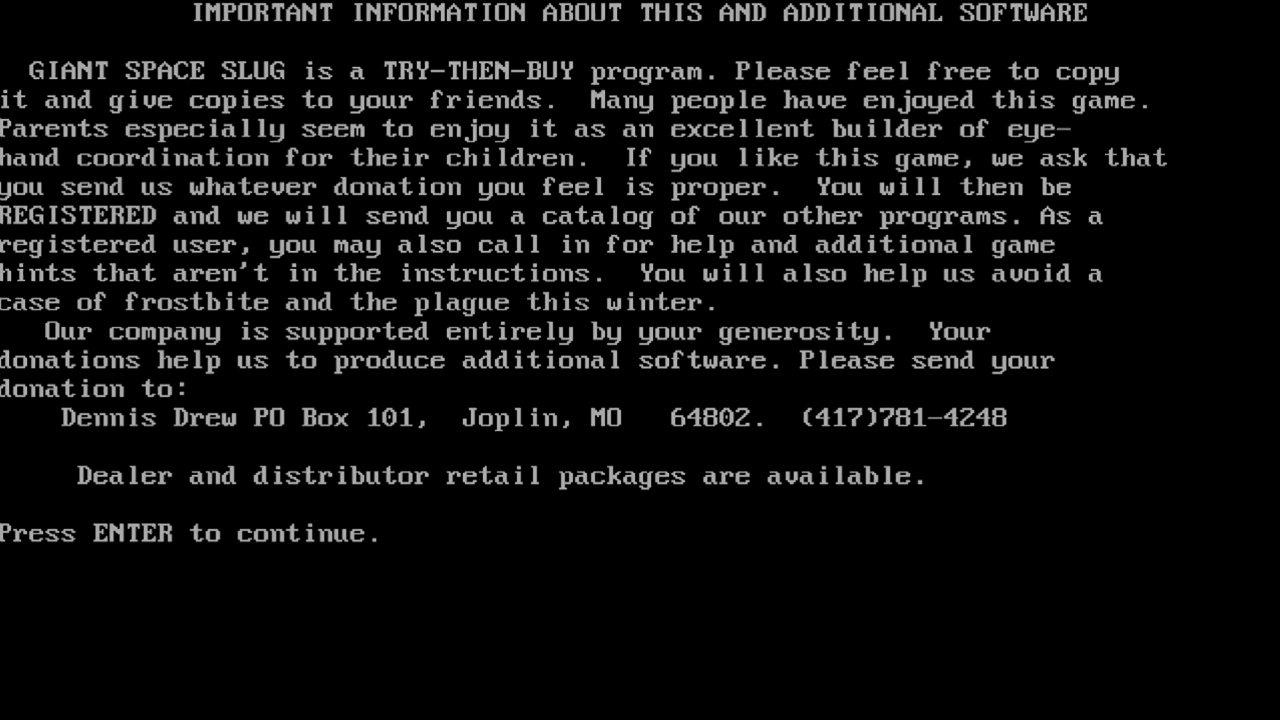 IMPORTANT INFORMATION ABOUT THIS AND ADDITIONAL SOFTWARE
GIANT SPACE SLUG is a TRY-THEN-BUY program. Please feel free to copy
it and give copies to your friends.  Many people have enjoyed this game.
Parents especially seem to enjoy it as an excellent builder of eye-
hand coordination for their children.  If you like this game, we ask that
you send us whatever donation you feel is proper.  You will then be
REGISTERED and we will send you a catalog of our other programs. As a
registered user, you may also call in for help and additional game
hints that aren't in the instructions.  You will also help us avoid a
case of frostbite and the plague this winter.
Our company is supported entirely by your generosity.  Your
donations help us to produce additional software. Please send your
donation to:
Dennis Drew PO Box 101,  Joplin, MO   64802.  (417)781-4248
Dealer and distributor retail packages are available.
Press ENTER to continue.